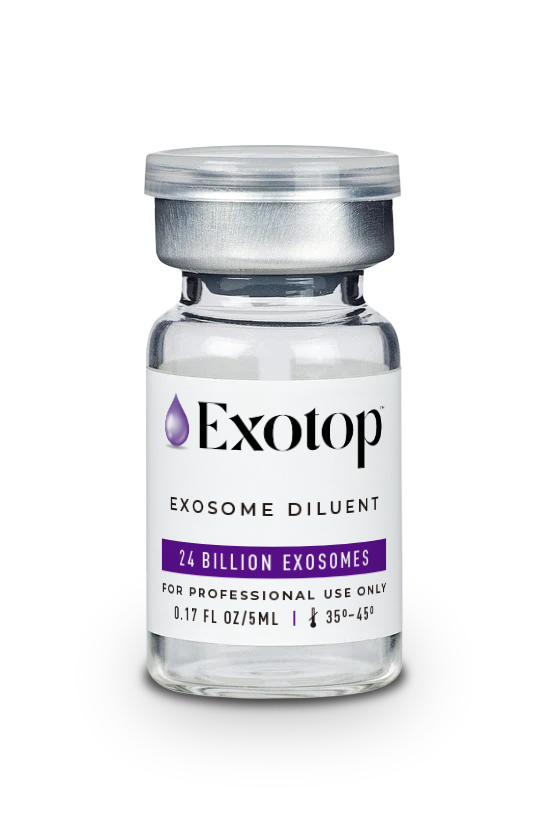 Exotop™
EXOSOME DILUENT
24 BILLION EXOSOMES
FOR PROFESSIONAL USE ONLY
0.17 FL OZ/5ML | 35º-45º